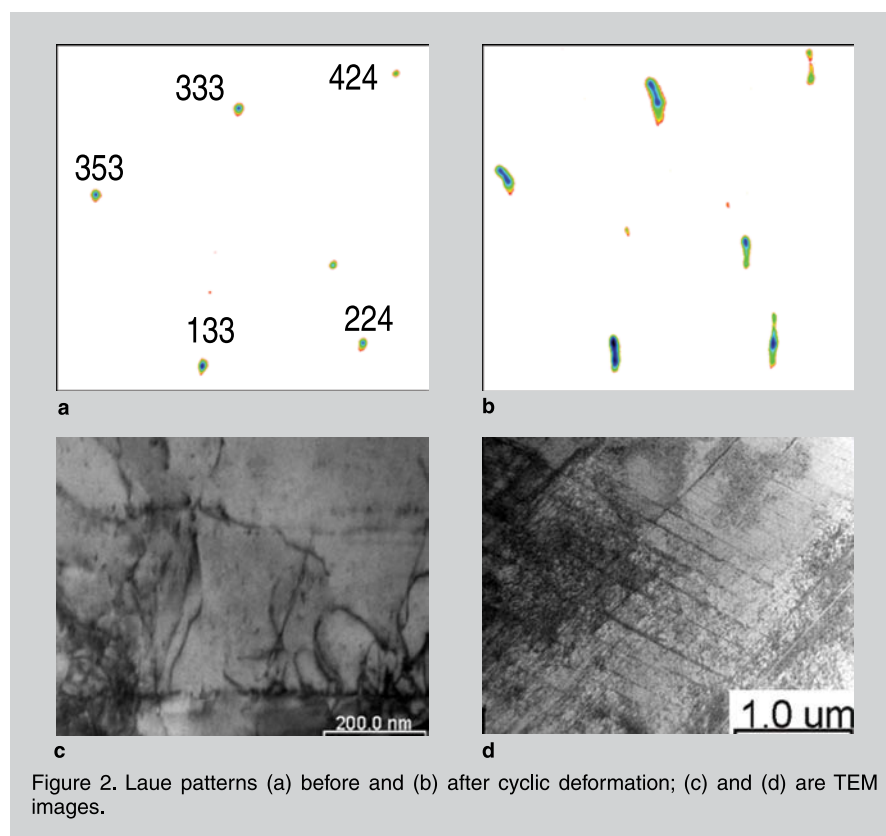 333
424
353
133
224
a
b
200.0 nm
1.0 um
c
d
Figure 2. Laue patterns (a) before and (b) after cyclic deformation; (c) and (d) are TEM
images.